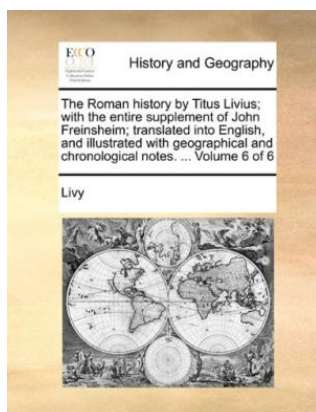 ECCO
History and Geography
The Roman history by Titus Livius;
with the entire supplement of John
Freinsheim; translated into English,
and illustrated with geographical and
chronological notes. ... Volume 6 of 6
Livy